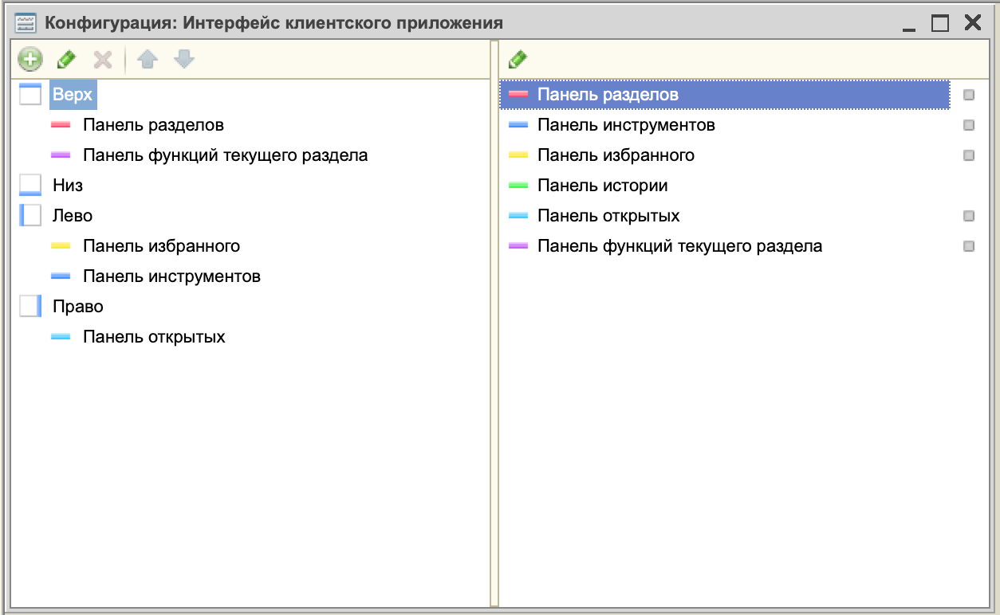 Конфигурация: Интерфейс клиентского приложения
Верх
Панель разделов
Панель функций текущего раздела
Низ
Лево
Панель избранного
Панель инструментов
Право
Панель открытых
Панель разделов
Панель инструментов
Панель избранного
Панель истории
Панель открытых
Панель функций текущего раздела